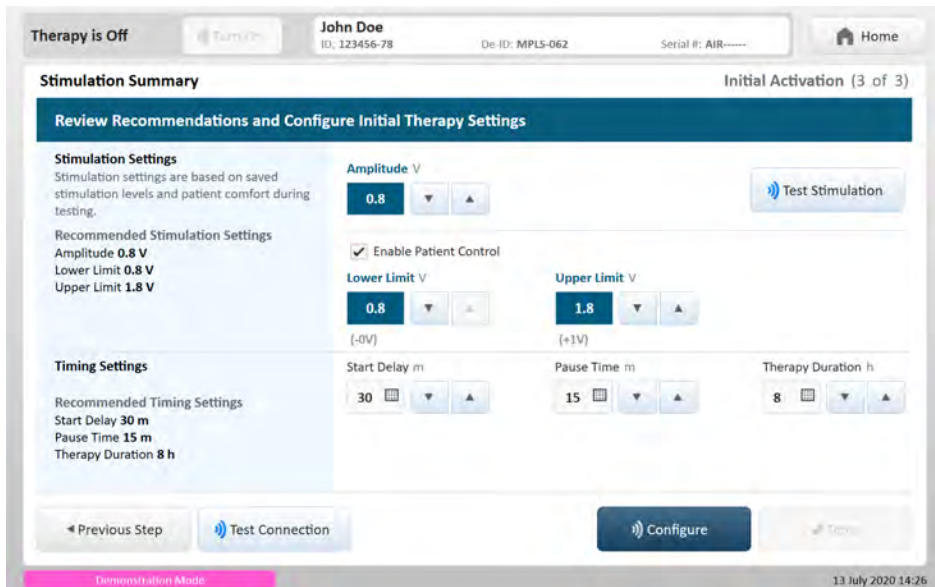 Therapy is Off
Turn On
John Doe
ID: 123456-78 De-ID: MPLS-062 Serial #: AIR------
Home
Stimulation Summary
Initial Activation (3 of 3)
Review Recommendations and Configure Initial Therapy Settings
Stimulation Settings
Stimulation settings are based on saved
stimulation levels and patient comfort during
testing.
Recommended Stimulation Settings
Amplitude 0.8 V
Lower Limit 0.8 V
Upper Limit 1.8 V
Amplitude V
0.8
Test Stimulation
Enable Patient Control
Lower Limit V
0.8
(-0V)
Upper Limit V
1.8
(+1V)
Timing Settings
Recommended Timing Settings
Start Delay 30 m
Pause Time 15 m
Therapy Duration 8 h
Start Delay m
30
Pause Time m
15
Therapy Duration h
8
Previous Step
Test Connection
Configure
Demonstration Mode
13 July 2020 14:26